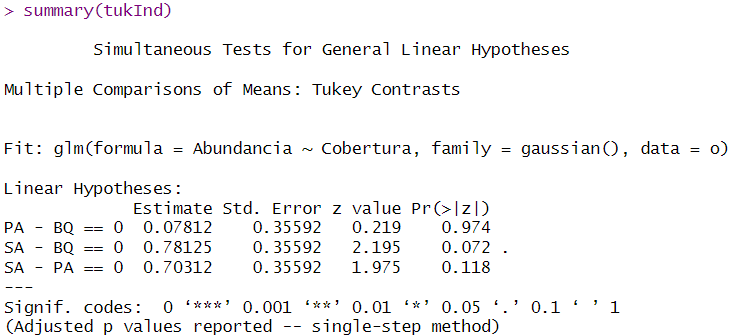 > summary(tukInd)
Simultaneous Tests for General Linear Hypotheses
Multiple Comparisons of Means: Tukey Contrasts
Fit: glm(formula = Abundancia ~ Cobertura, family = gaussian(), data = o)
Linear Hypotheses:
Estimate Std. Error z value Pr(>|z|)
PA - BQ == 0 0.07812 0.35592 0.219 0.974
SA - BQ == 0 0.78125 0.35592 2.195 0.072 .
SA - PA == 0 0.70312 0.35592 1.975 0.118
---
Signif. codes: 0 ‘***’ 0.001 ‘**’ 0.01 ‘*’ 0.05 ‘.’ 0.1 ‘ ’ 1
(Adjusted p values reported -- single-step method)